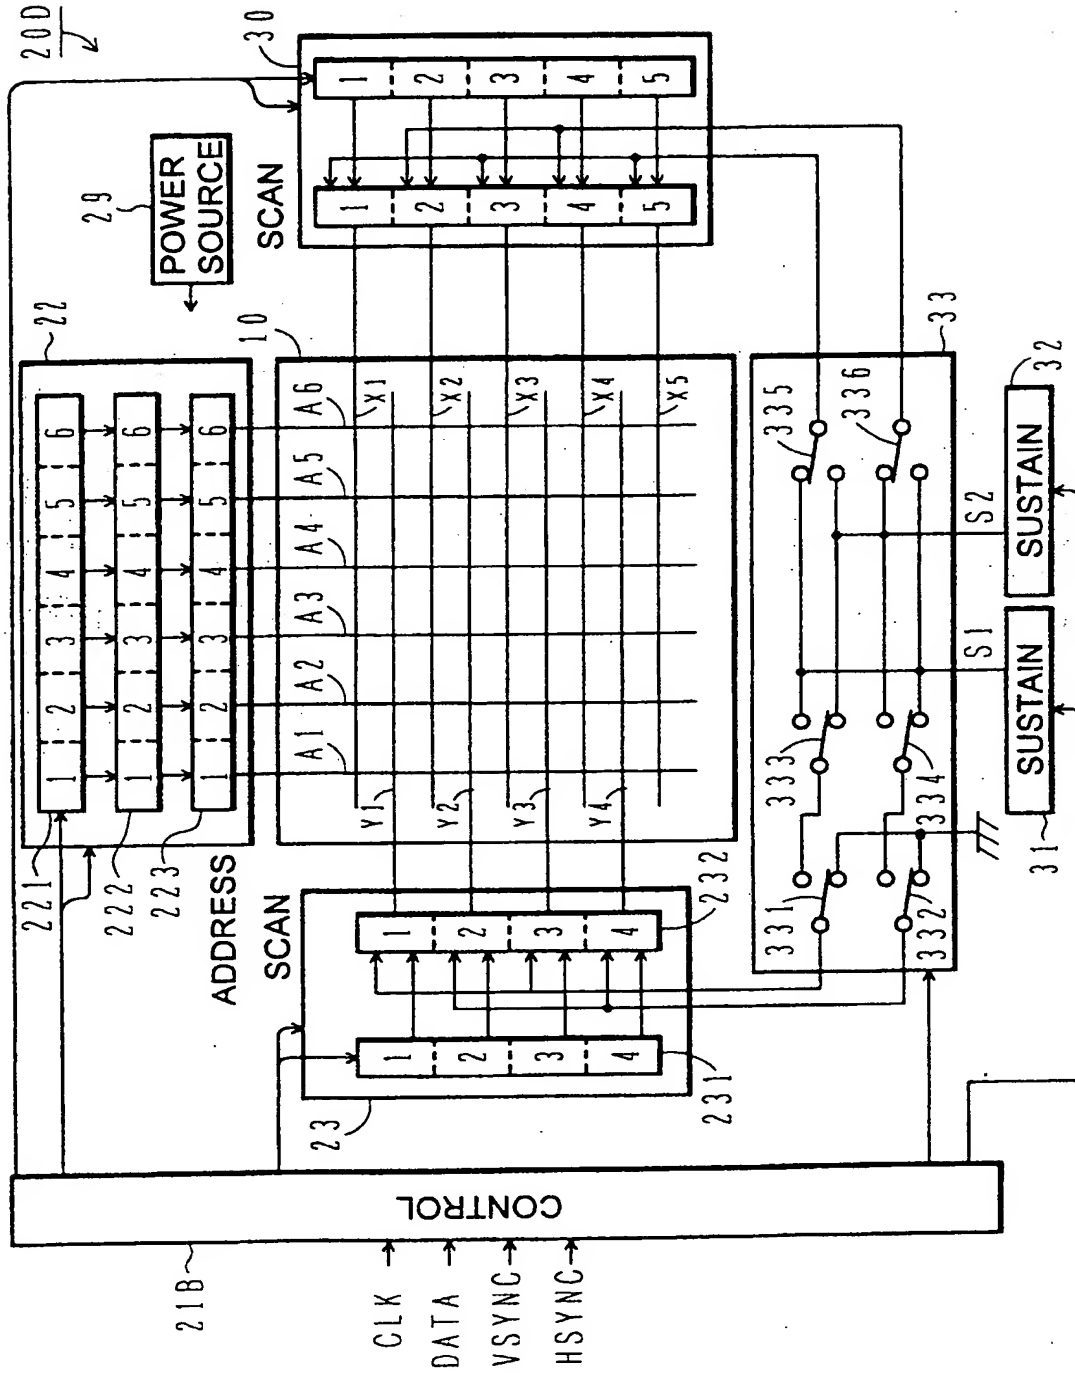 20D
30
SCAN
1 2 3 4 5
1 2 3 4 5
29
POWER
SOURCE
22
1 2 3 4 5 6
1 2 3 4 5 6
1 2 3 4 5 6
221
222
223
ADDRESS
10
A1 A2 A3 A4 A5 A6
X1
Y1
X2
Y2
X3
Y3
X4
Y4
X5
SCAN
23
1 2 3 4
231
1 2 3 4
232
33
331
332
333
334
335
336
S1
S2
SUSTAIN
31
SUSTAIN
32
CONTROL
21B
CLK
DATA
VSYNC
HSYNC